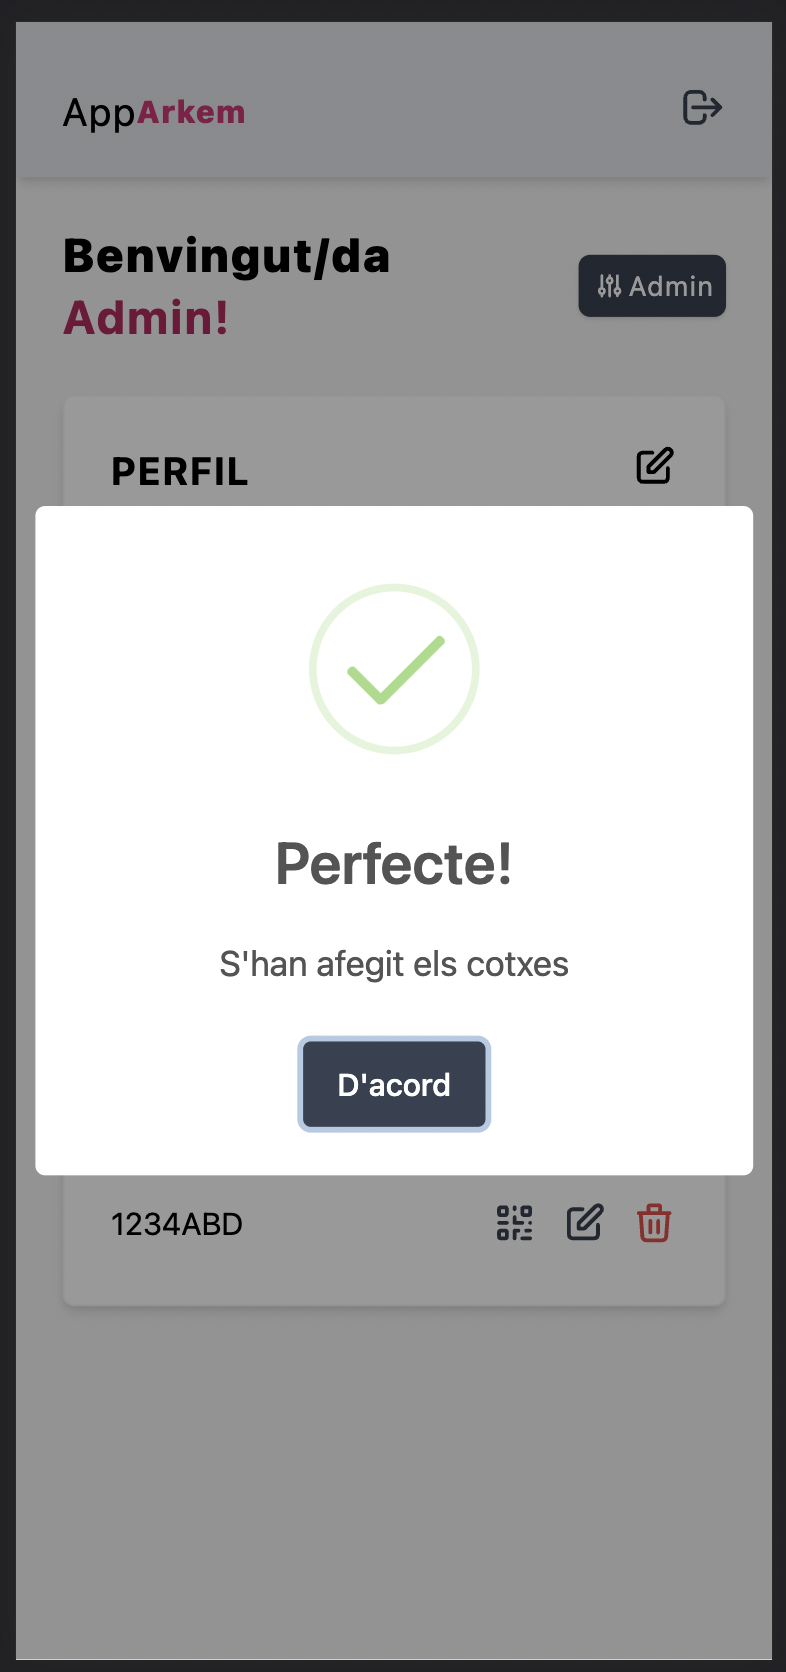 AppArkem
Benvingut/da
Admin!
Admin
PERFIL
Perfecte!
S'han afegit els cotxes
D'acord
1234ABD